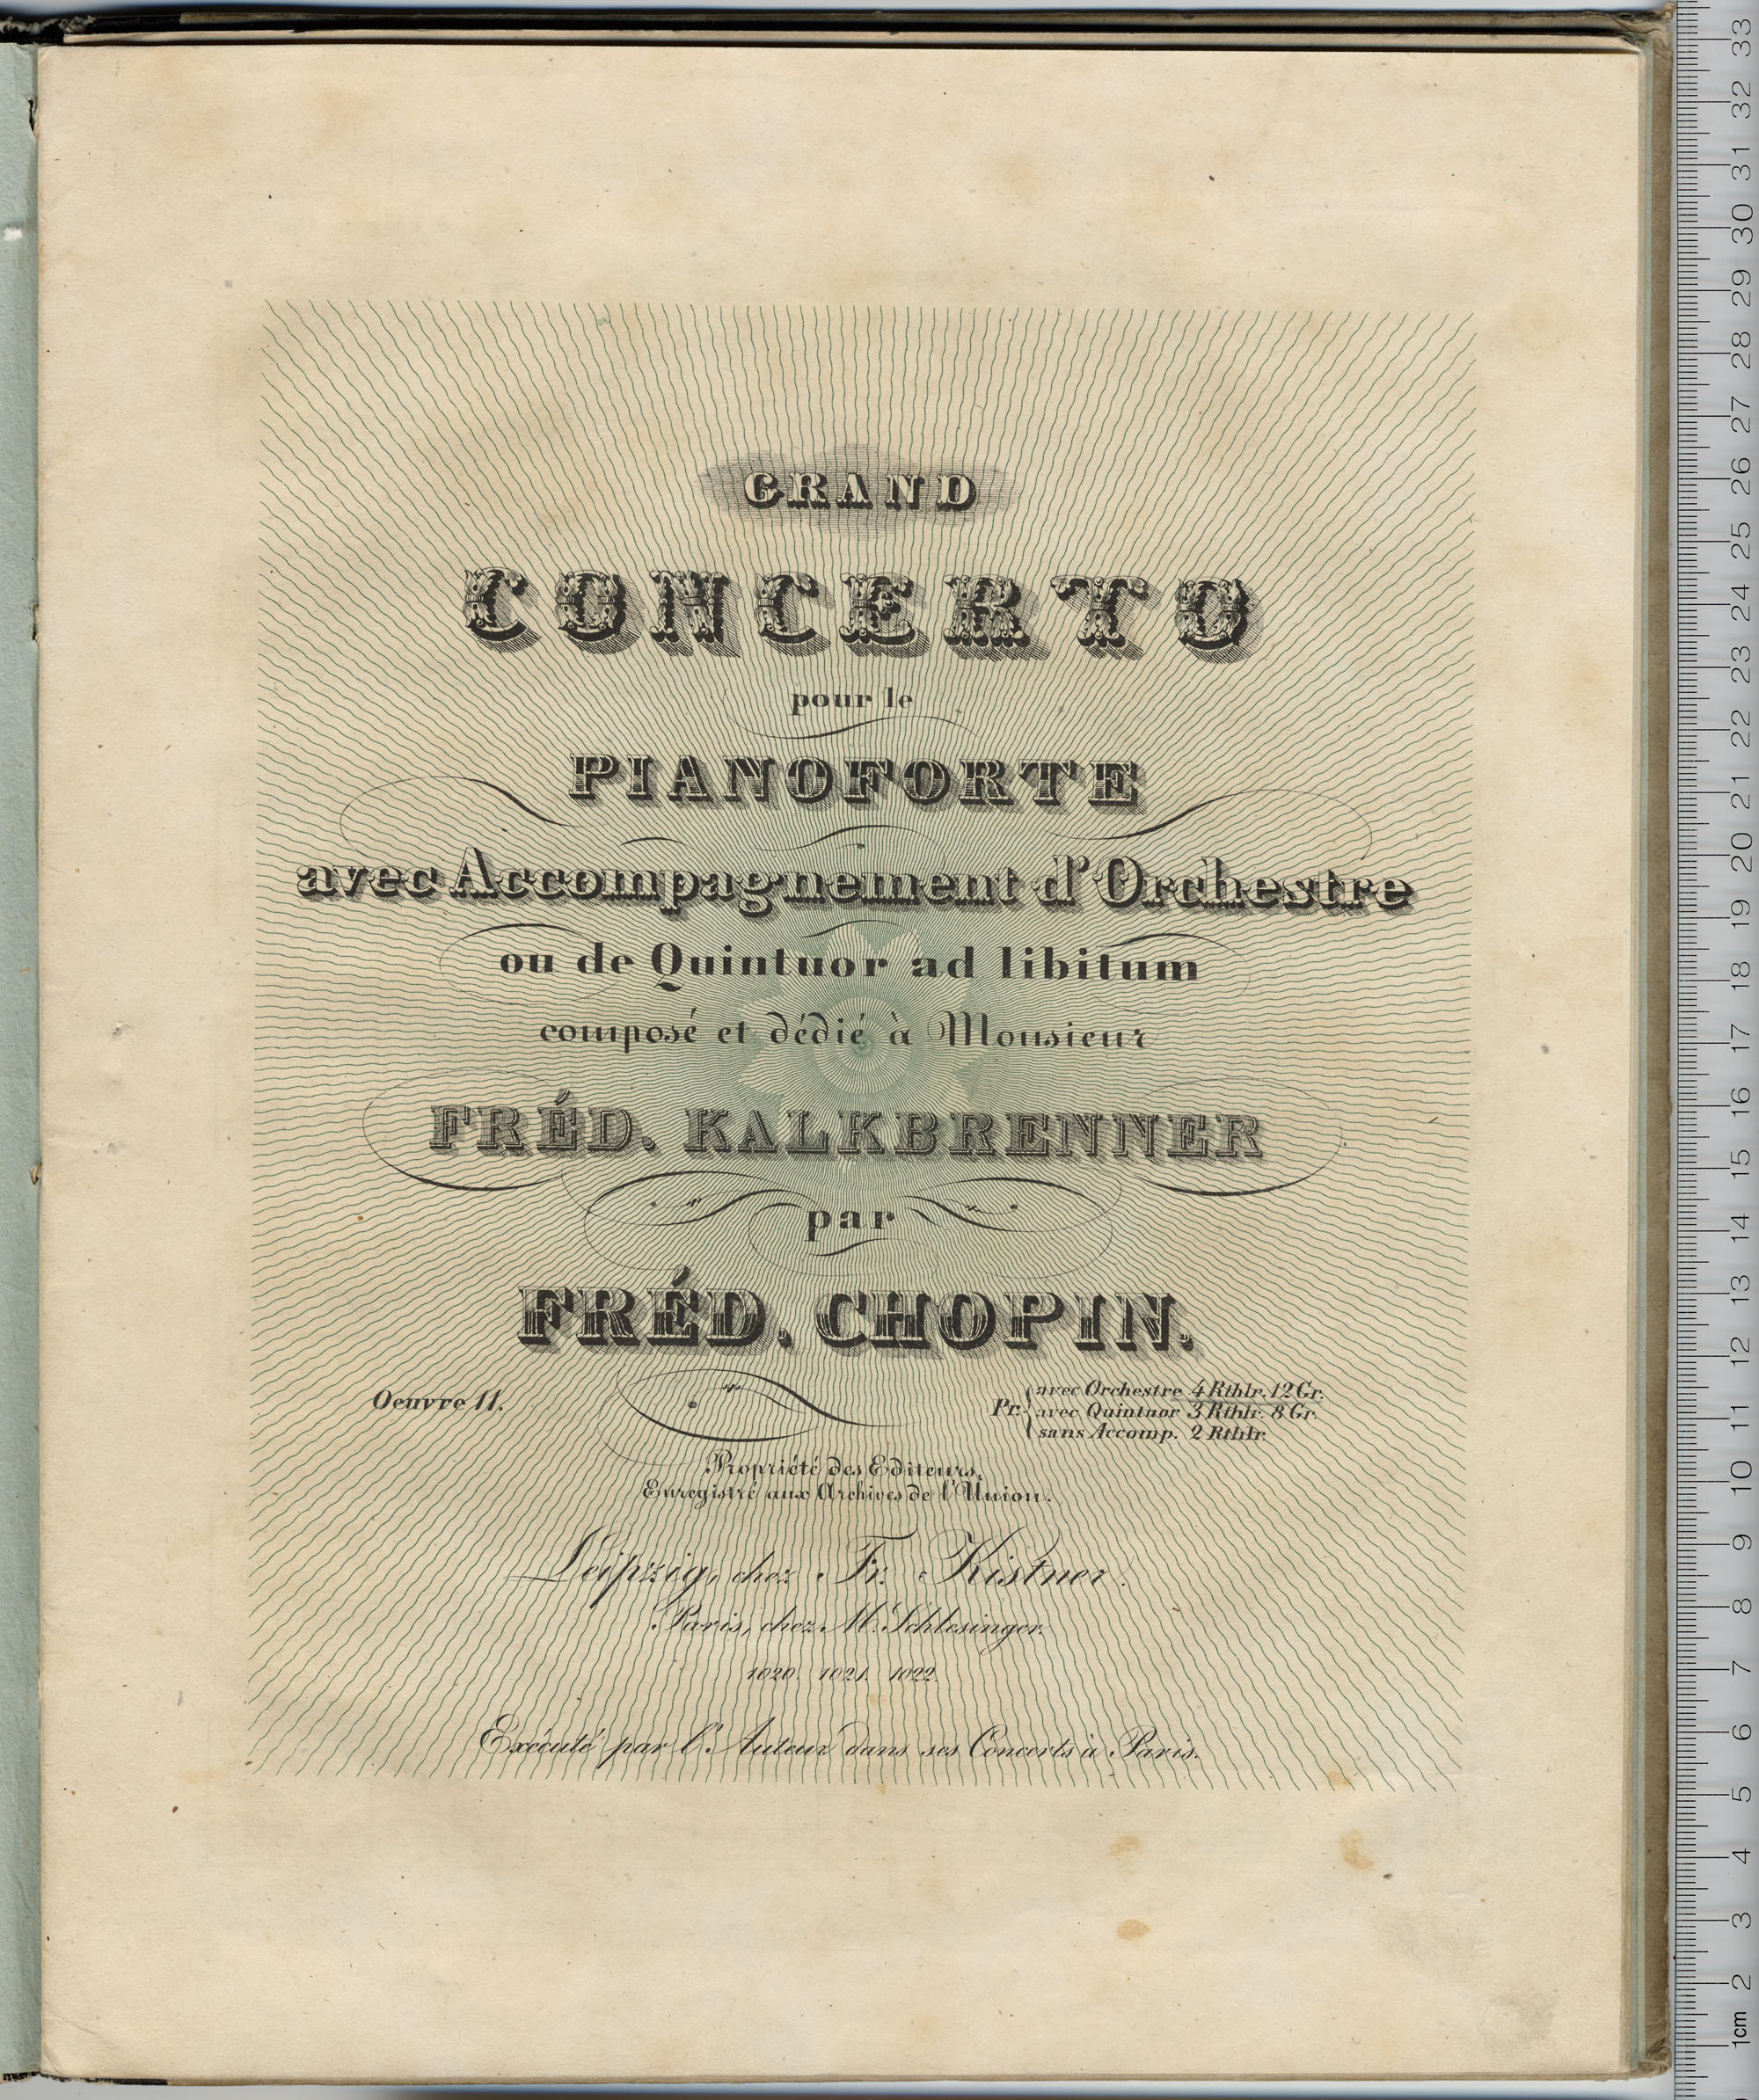 GRAND
CONCERTO
pour le
PIANOFORTE
avec Accompagnement d'Orchestre
ou de Quintuor ad libitum
composé et dédié à Monsieur
FRÉD. KALKBRENNER
par
FRÉD. CHOPIN.
Oeuvre 11.
Pr. avec Orchestre 4 Rthlr. 12 Gr.
avec Quintuor 3 Rthlr. 8 Gr.
sans Accomp. 2 Rthlr.
Propriété des Editeurs.
Enregistré aux Archives de l'Union.
Leipzig, chez Fr. Kistner.
Paris, chez M. Schlesinger.
1020. 1021. 1022.
Exécuté par l'Auteur dans ses Concerts à Paris.
33
32
31
30
29
28
27
26
25
24
23
22
21
20
19
18
17
16
15
14
13
12
11
10
9
8
7
6
5
4
3
2
1cm